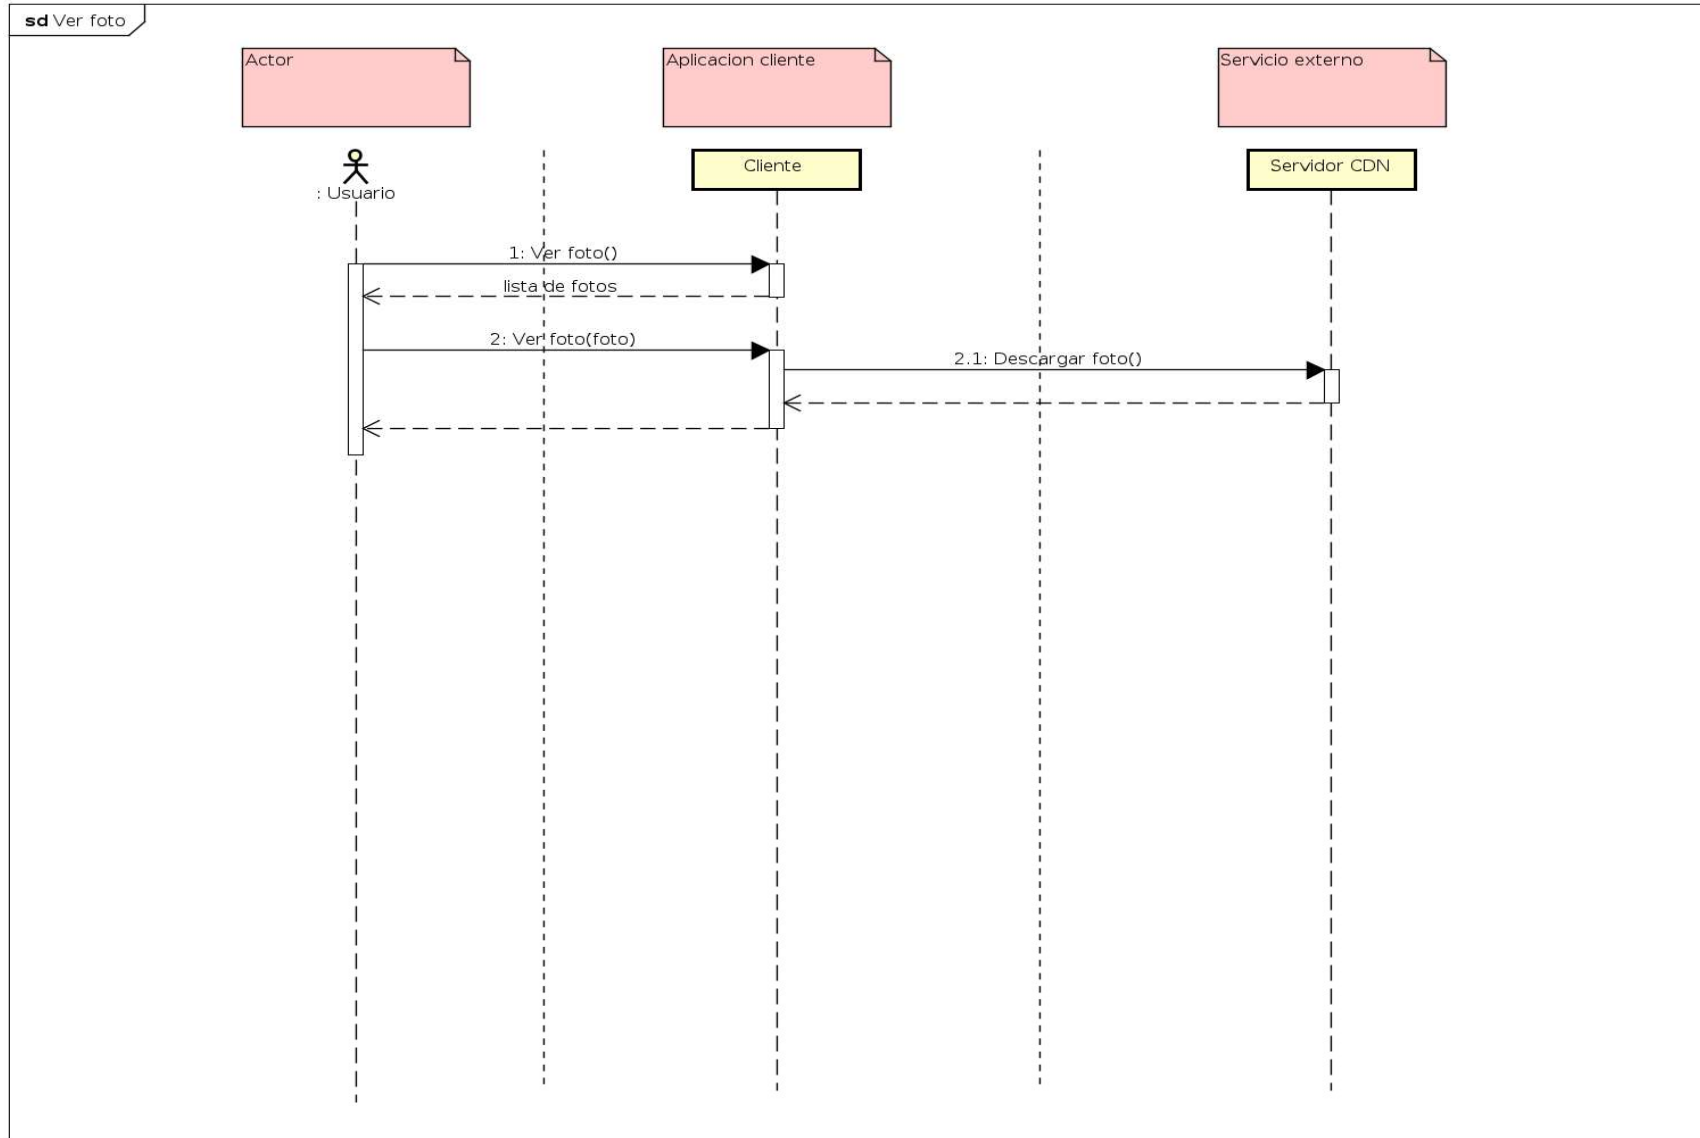 sd Ver foto
Actor
Aplicacion cliente
Servicio externo
: Usuario
Cliente
Servidor CDN
1: Ver foto()
lista de fotos
2: Ver foto(foto)
2.1: Descargar foto()